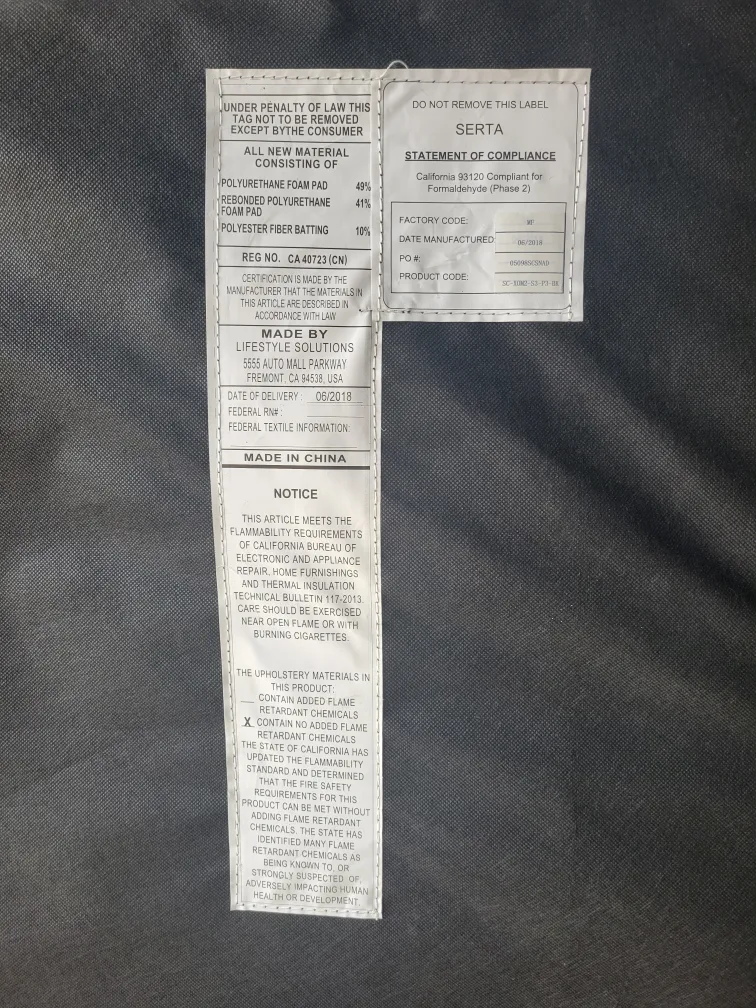 UNDER PENALTY OF LAW THIS
TAG NOT TO BE REMOVED
EXCEPT BYTHE CONSUMER
ALL NEW MATERIAL
CONSISTING OF
POLYURETHANE FOAM PAD 49%
REBONDED POLYURETHANE 41%
FOAM PAD
POLYESTER FIBER BATTING 10%
REG NO. CA 40723 (CN)
CERTIFICATION IS MADE BY THE
MANUFACTURER THAT THE MATERIALS IN
THIS ARTICLE ARE DESCRIBED IN
ACCORDANCE WITH LAW
MADE BY
LIFESTYLE SOLUTIONS
5555 AUTO MALL PARKWAY
FREMONT, CA 94538, USA
DATE OF DELIVERY : 06/2018
FEDERAL RN# :
FEDERAL TEXTILE INFORMATION:
MADE IN CHINA
NOTICE
THIS ARTICLE MEETS THE
FLAMMABILITY REQUIREMENTS
OF CALIFORNIA BUREAU OF
ELECTRONIC AND APPLIANCE
REPAIR, HOME FURNISHINGS
AND THERMAL INSULATION
TECHNICAL BULLETIN 117-2013.
CARE SHOULD BE EXERCISED
NEAR OPEN FLAME OR WITH
BURNING CIGARETTES.
THE UPHOLSTERY MATERIALS IN
THIS PRODUCT:
__ CONTAIN ADDED FLAME
RETARDANT CHEMICALS
X CONTAIN NO ADDED FLAME
RETARDANT CHEMICALS
THE STATE OF CALIFORNIA HAS
UPDATED THE FLAMMABILITY
STANDARD AND DETERMINED
THAT THE FIRE SAFETY
REQUIREMENTS FOR THIS
PRODUCT CAN BE MET WITHOUT
ADDING FLAME RETARDANT
CHEMICALS. THE STATE HAS
IDENTIFIED MANY FLAME
RETARDANT CHEMICALS AS
BEING KNOWN TO, OR
STRONGLY SUSPECTED OF,
ADVERSELY IMPACTING HUMAN
HEALTH OR DEVELOPMENT.
DO NOT REMOVE THIS LABEL
SERTA
STATEMENT OF COMPLIANCE
California 93120 Compliant for
Formaldehyde (Phase 2)
FACTORY CODE:
DATE MANUFACTURED: 06/2018
PO #:
PRODUCT CODE: